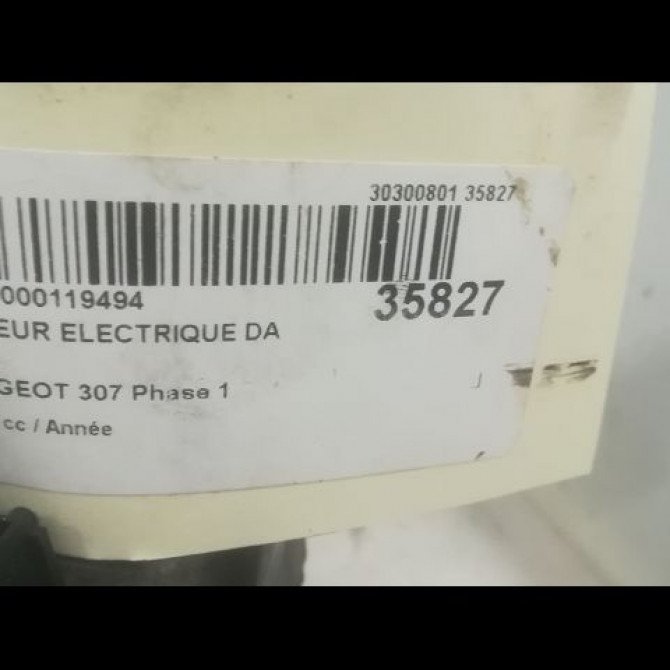 30300801 35827
000119494
35827
EUR ELECTRIQUE DA
GEOT 307 Phase 1
cc / Année